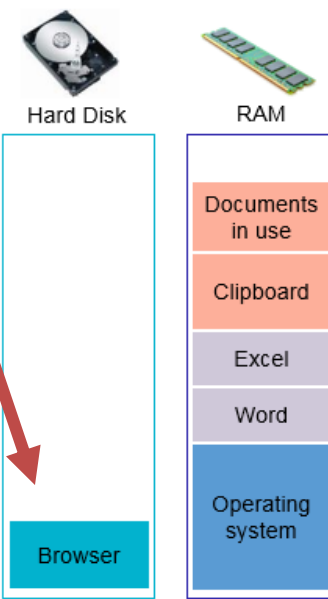 Hard Disk
RAM
Documents
in use
Clipboard
Excel
Word
Operating
system
Browser